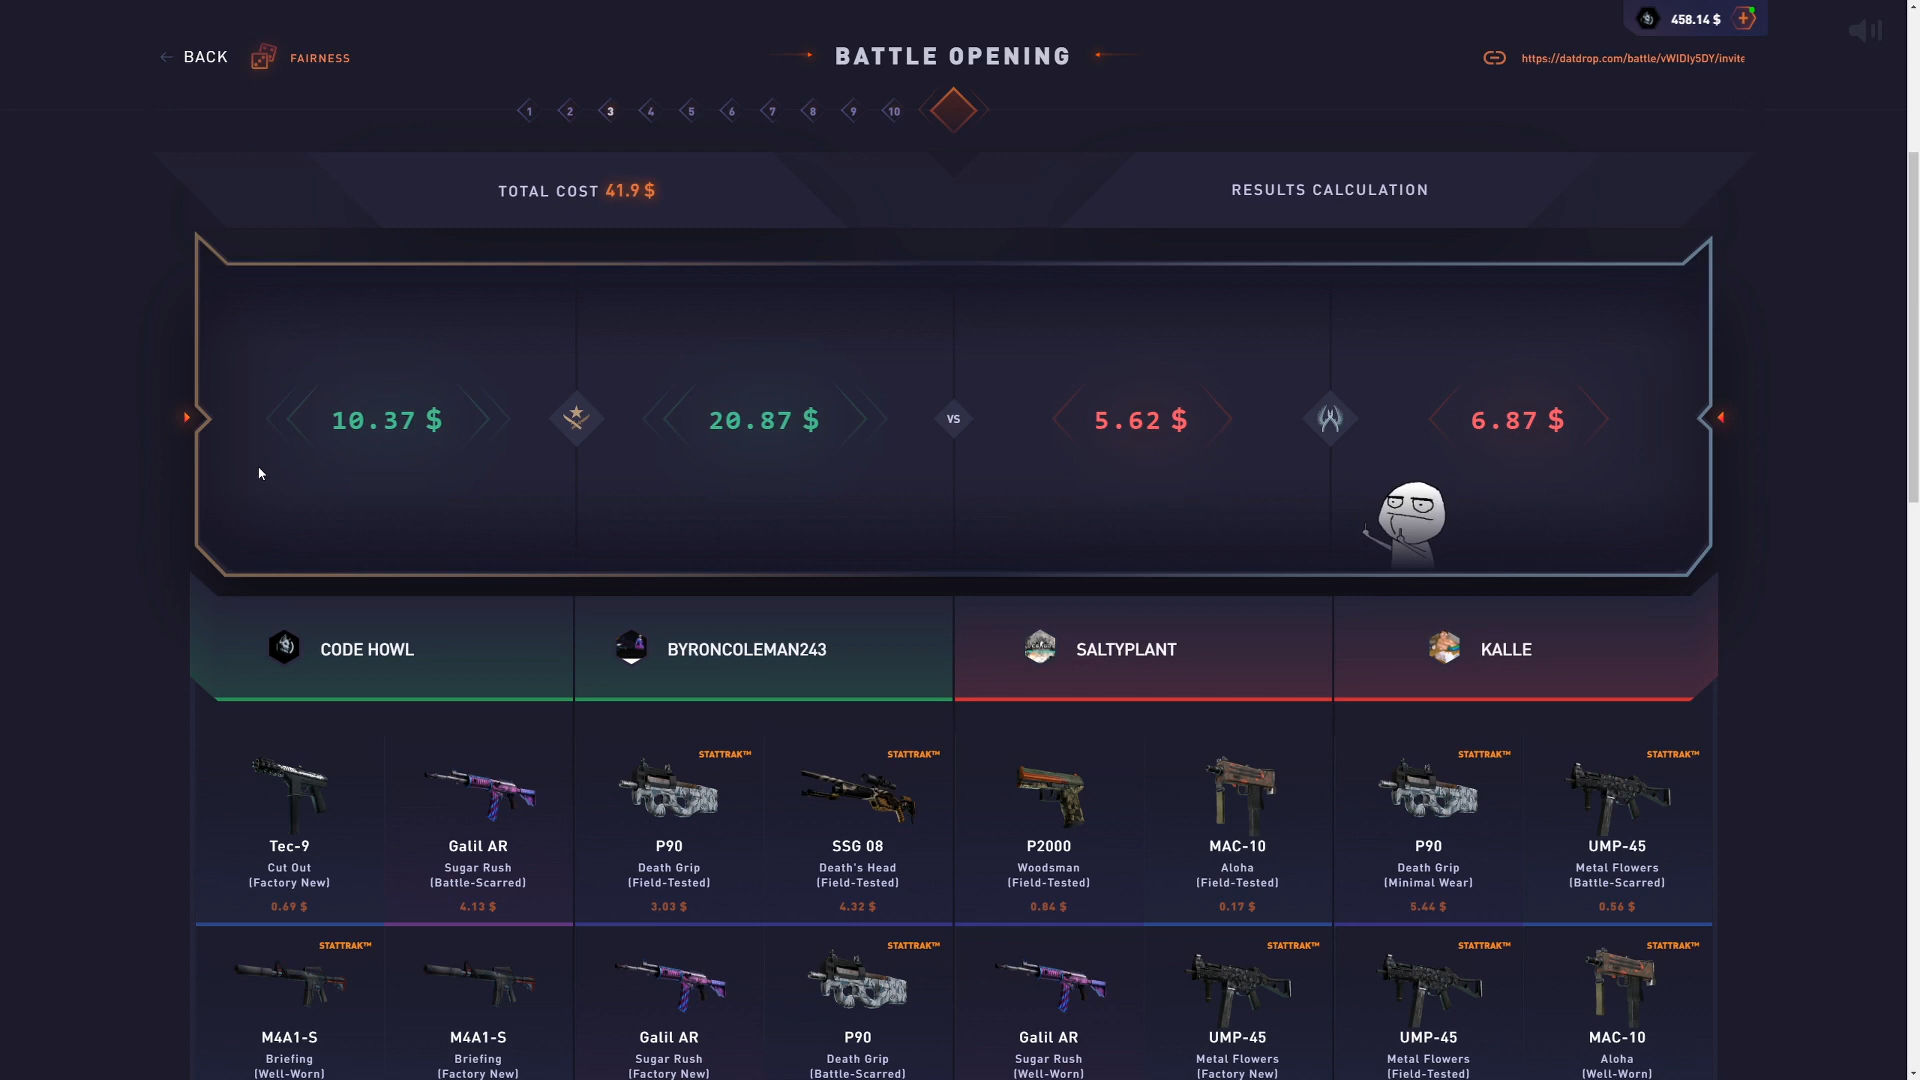 458.14 $
BACK
FAIRNESS
BATTLE OPENING
https://datdrop.com/battle/vWIDIy5DY/invite
1 2 3 4 5 6 7 8 9 10
TOTAL COST 41.9 $
RESULTS CALCULATION
10.37 $
20.87 $
VS
5.62 $
6.87 $
CODE HOWL
BYRONCOLEMAN243
SALTYPLANT
KALLE
Tec-9
Cut Out
(Factory New)
0.69 $
Galil AR
Sugar Rush
(Battle-Scarred)
4.13 $
STATTRAK™
P90
Death Grip
(Field-Tested)
3.03 $
STATTRAK™
SSG 08
Death's Head
(Field-Tested)
4.32 $
P2000
Woodsman
(Field-Tested)
0.84 $
MAC-10
Aloha
(Field-Tested)
0.17 $
STATTRAK™
P90
Death Grip
(Minimal Wear)
5.44 $
STATTRAK™
UMP-45
Metal Flowers
(Battle-Scarred)
0.56 $
STATTRAK™
M4A1-S
Briefing
(Well-Worn)
M4A1-S
Briefing
(Factory New)
Galil AR
Sugar Rush
(Factory New)
STATTRAK™
P90
Death Grip
(Battle-Scarred)
Galil AR
Sugar Rush
(Well-Worn)
STATTRAK™
UMP-45
Metal Flowers
(Factory New)
STATTRAK™
UMP-45
Metal Flowers
(Field-Tested)
STATTRAK™
MAC-10
Aloha
(Well-Worn)